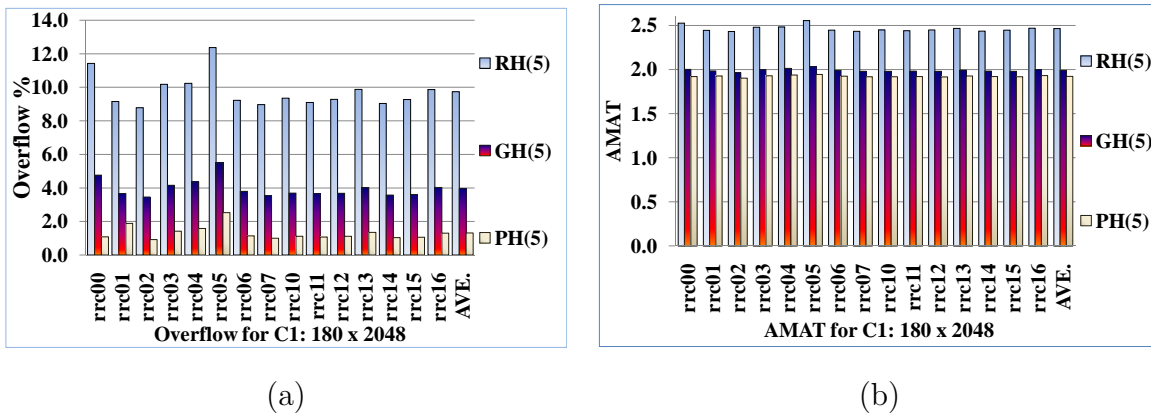 14.0
12.0
10.0
8.0
6.0
4.0
2.0
0.0
Overflow %
rrc00 rrc01 rrc02 rrc03 rrc04 rrc05 rrc06 rrc07 rrc10 rrc11 rrc12 rrc13 rrc14 rrc15 rrc16 AVE.
Overflow for C1: 180 x 2048
RH(5)
GH(5)
PH(5)
(a)
2.5
2.0
1.5
1.0
0.5
0.0
AMAT
rrc00 rrc01 rrc02 rrc03 rrc04 rrc05 rrc06 rrc07 rrc10 rrc11 rrc12 rrc13 rrc14 rrc15 rrc16 AVE.
AMAT for C1: 180 x 2048
RH(5)
GH(5)
PH(5)
(b)